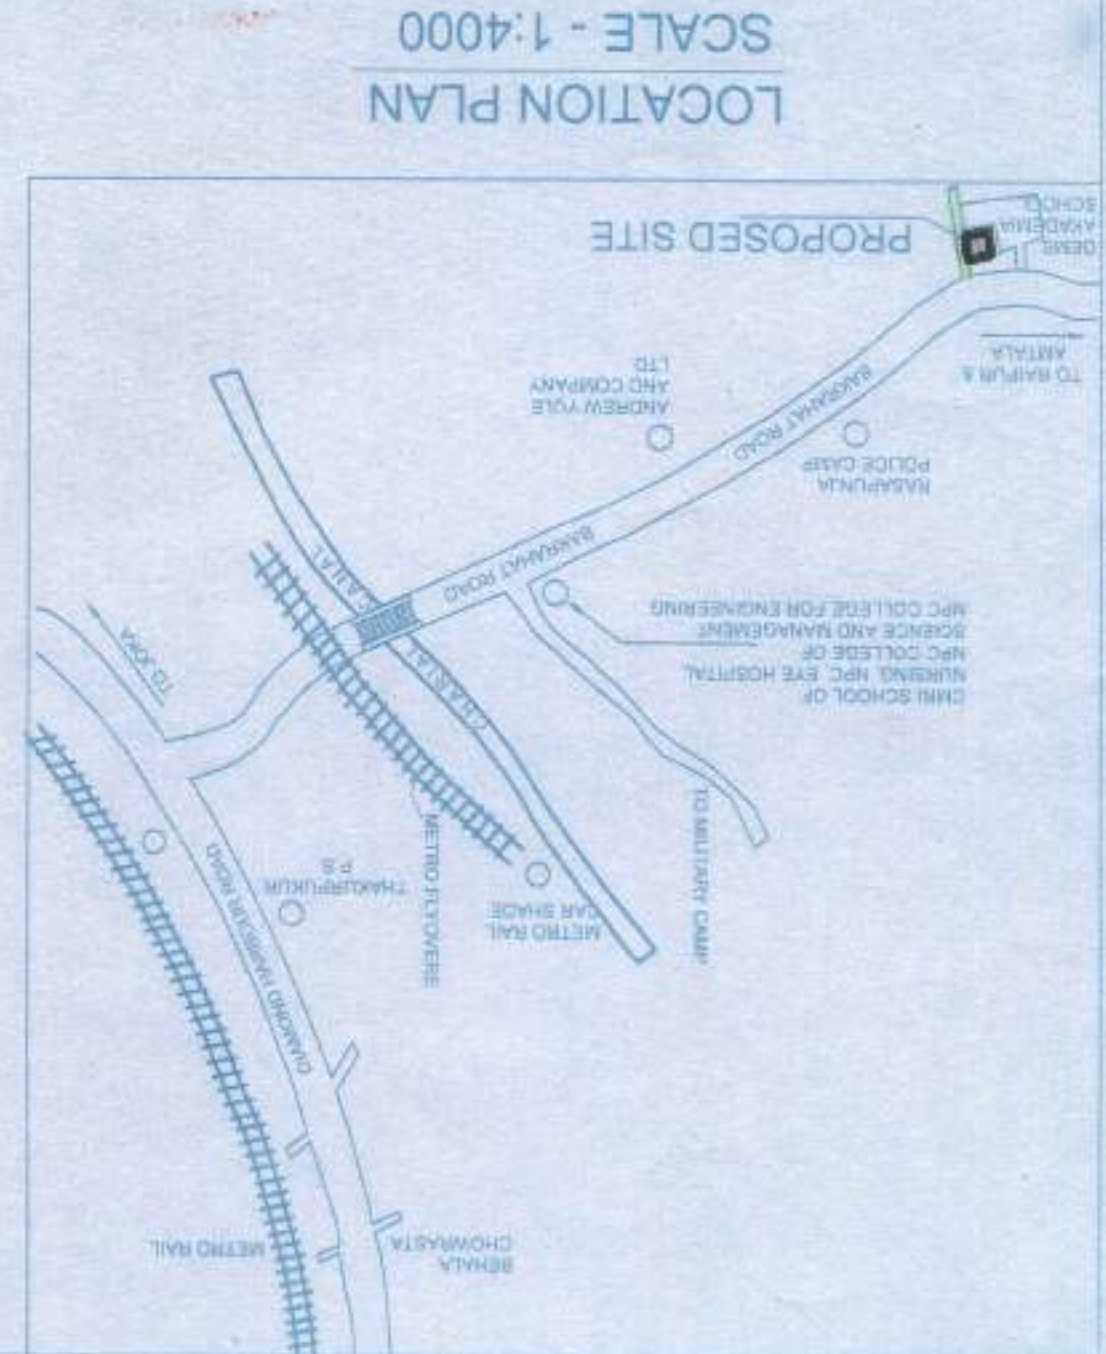 BEHALA
CHOWRASTA
METRO RAIL
DIAMOND HARBOUR ROAD
THAKURPUKUR
P.S
METRO FLYOVERE
METRO RAIL
CAR SHADE
TO MILITARY CAMP
TO JOKA
CHARIAL
CANAL
CMRI SCHOOL OF
NURSING, NPC, EYE HOSPITAL
NPC COLLEGE OF
SCIENCE AND MANAGEMENT
NPC COLLEGE FOR ENGINEERING
BAKRAHAT ROAD
BAKRAHAT ROAD
RASAPUNJA
POLICE CAMP
ANDREW YULE
AND COMPANY
LTD
TO RAIPUR &
AMTALA
PROPOSED SITE
AKADEMIA
SCHOOL
LOCATION PLAN
SCALE - 1:4000